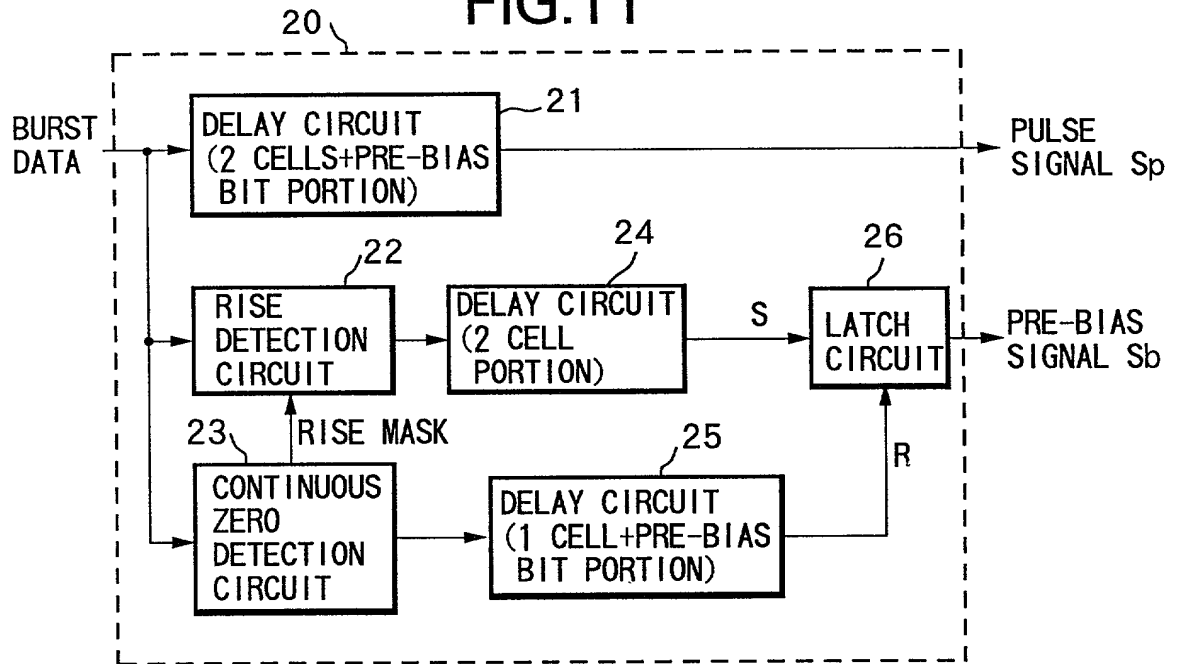 FIG.11
20
BURST
DATA
21
DELAY CIRCUIT
(2 CELLS+PRE-BIAS
BIT PORTION)
PULSE
SIGNAL Sp
22
RISE
DETECTION
CIRCUIT
24
DELAY CIRCUIT
(2 CELL
PORTION)
S
26
LATCH
CIRCUIT
PRE-BIAS
SIGNAL Sb
RISE MASK
23
CONTINUOUS
ZERO
DETECTION
CIRCUIT
25
DELAY CIRCUIT
(1 CELL+PRE-BIAS
BIT PORTION)
R